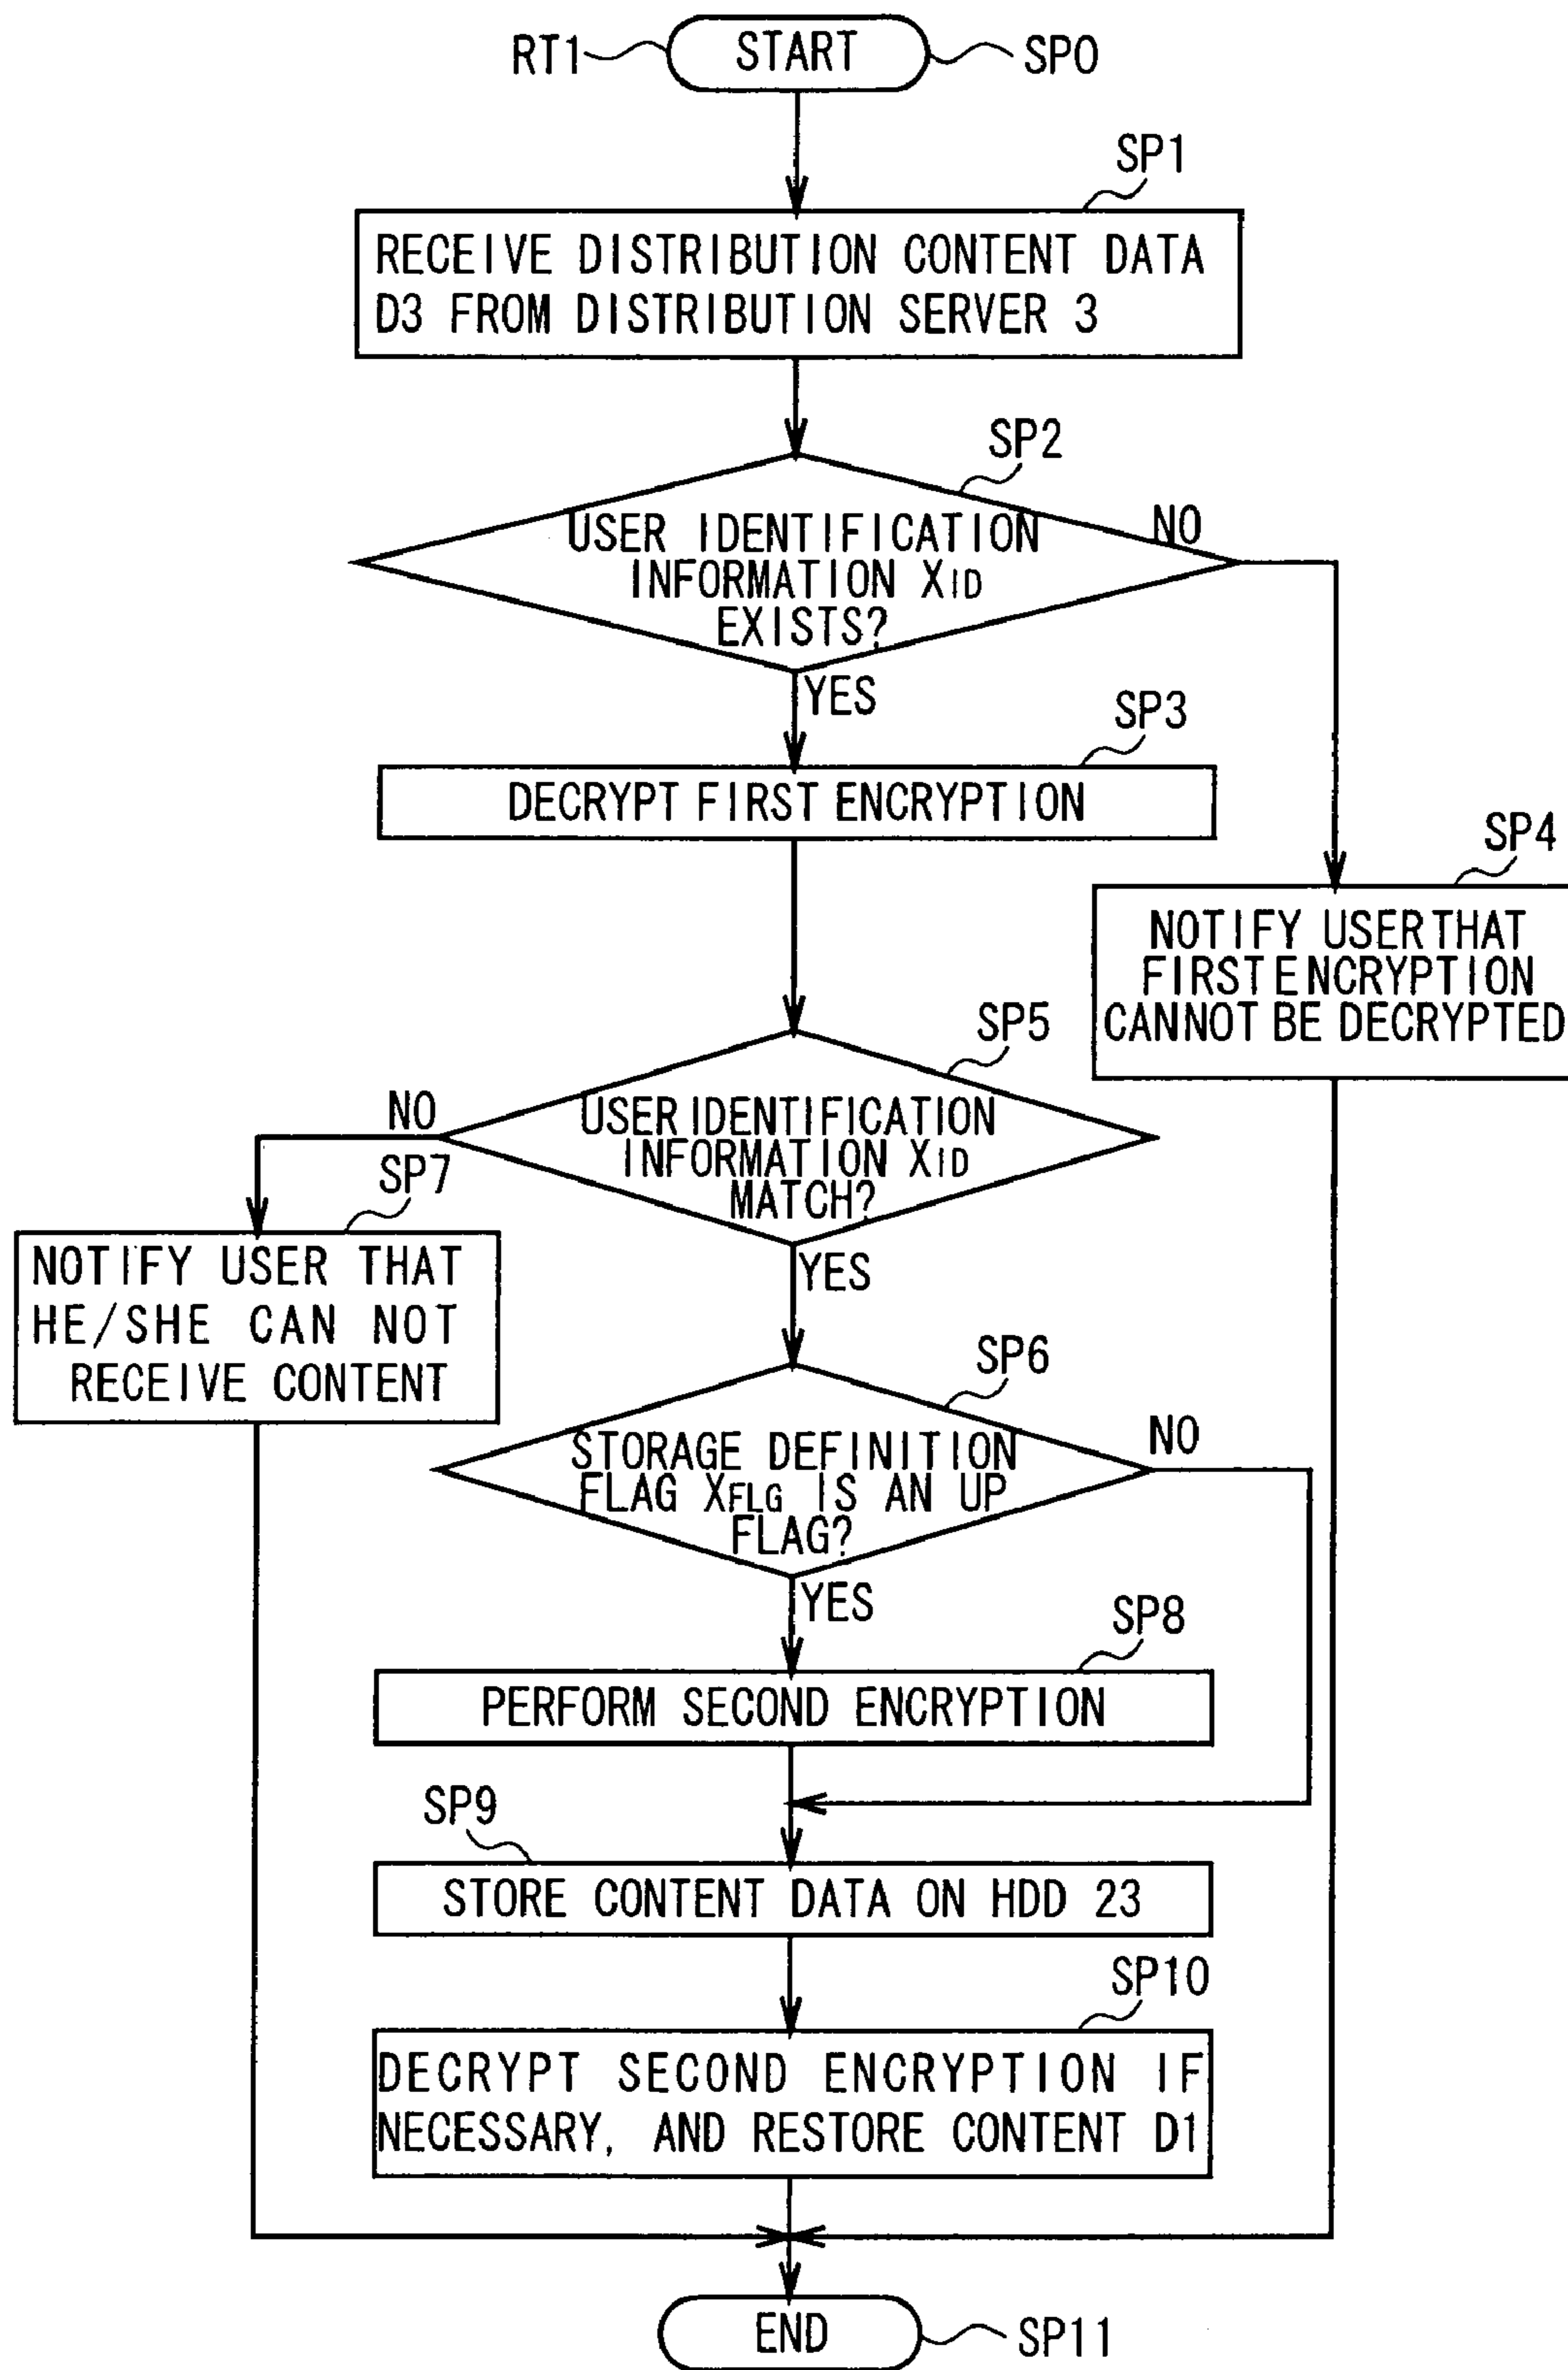 RT1
START
SP0
SP1
RECEIVE DISTRIBUTION CONTENT DATA
D3 FROM DISTRIBUTION SERVER 3
SP2
USER IDENTIFICATION
INFORMATION XID
EXISTS?
NO
YES
SP3
DECRYPT FIRST ENCRYPTION
SP4
NOTIFY USER THAT
FIRST ENCRYPTION
CANNOT BE DECRYPTED
SP5
USER IDENTIFICATION
INFORMATION XID
MATCH?
NO
YES
SP7
NOTIFY USER THAT
HE/SHE CAN NOT
RECEIVE CONTENT
SP6
STORAGE DEFINITION
FLAG XFLG IS AN UP
FLAG?
NO
YES
SP8
PERFORM SECOND ENCRYPTION
SP9
STORE CONTENT DATA ON HDD 23
SP10
DECRYPT SECOND ENCRYPTION IF
NECESSARY, AND RESTORE CONTENT D1
END
SP11